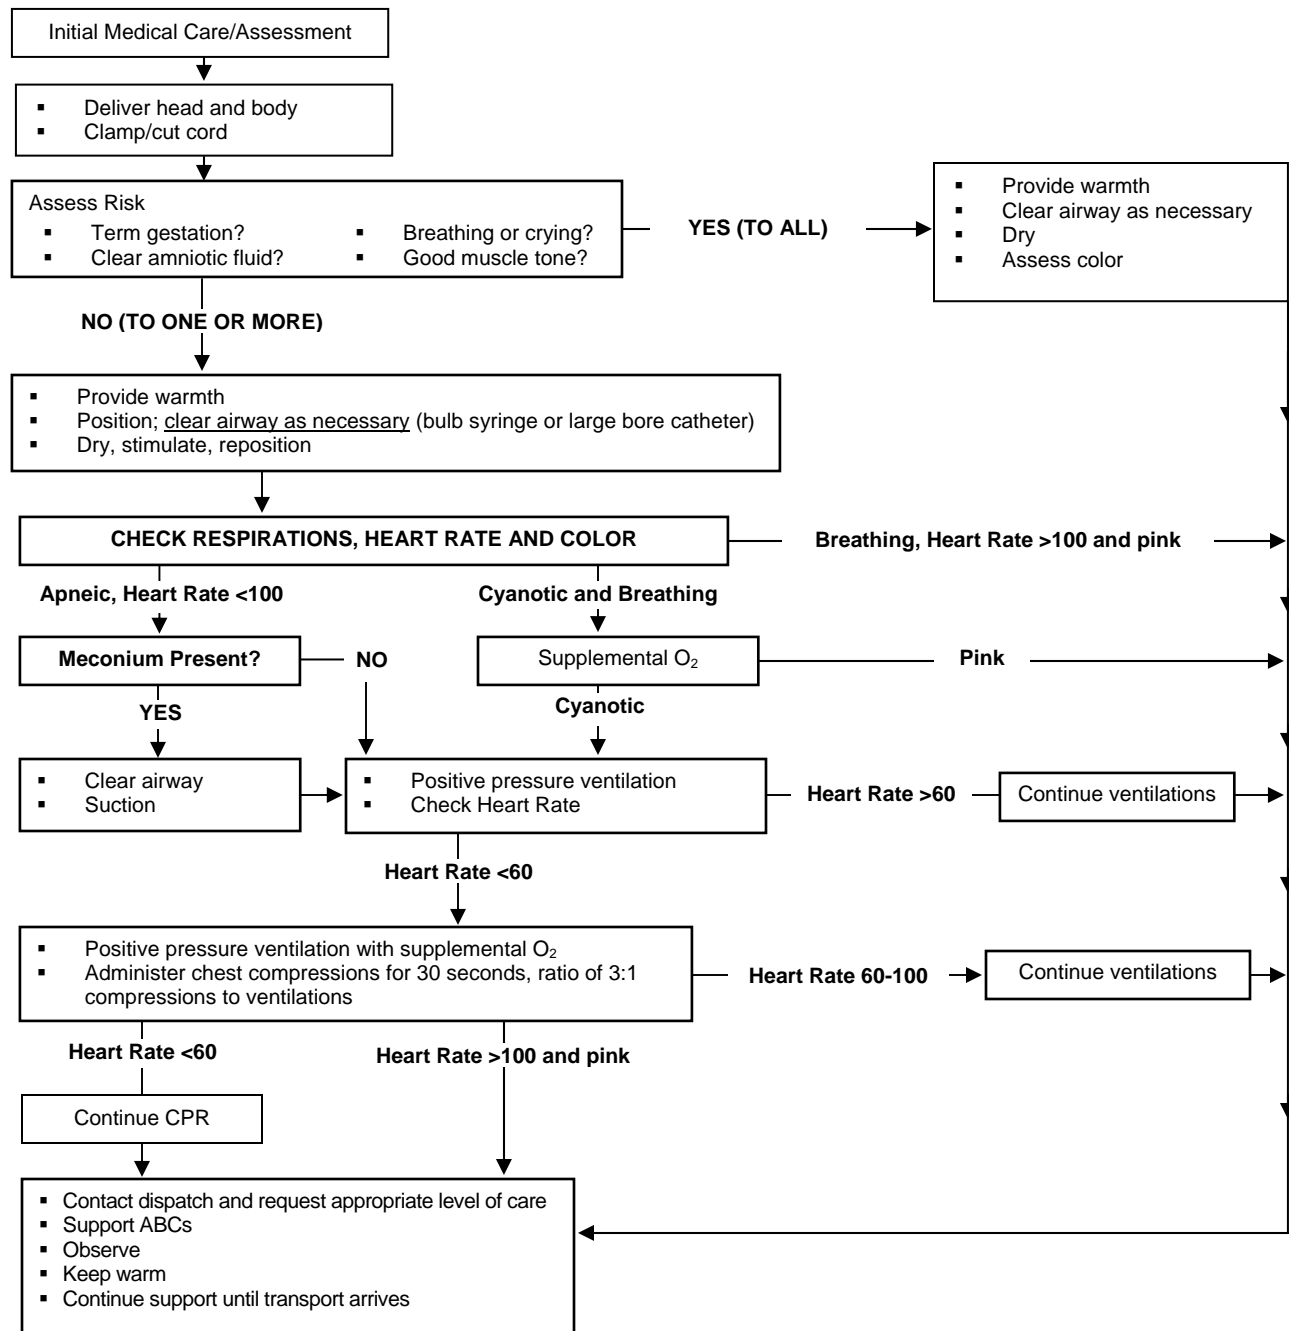 Initial Medical Care/Assessment
▪ Deliver head and body
▪ Clamp/cut cord
Assess Risk
▪ Term gestation?
▪ Breathing or crying?
▪ Clear amniotic fluid?
▪ Good muscle tone?
YES (TO ALL)
▪ Provide warmth
▪ Clear airway as necessary
▪ Dry
▪ Assess color
NO (TO ONE OR MORE)
▪ Provide warmth
▪ Position; clear airway as necessary (bulb syringe or large bore catheter)
▪ Dry, stimulate, reposition
CHECK RESPIRATIONS, HEART RATE AND COLOR
Breathing, Heart Rate >100 and pink
Apneic, Heart Rate <100
Cyanotic and Breathing
Meconium Present?
NO
Supplemental O₂
Pink
YES
Cyanotic
▪ Clear airway
▪ Suction
▪ Positive pressure ventilation
▪ Check Heart Rate
Heart Rate >60
Continue ventilations
Heart Rate <60
▪ Positive pressure ventilation with supplemental O₂
▪ Administer chest compressions for 30 seconds, ratio of 3:1
compressions to ventilations
Heart Rate 60-100
Continue ventilations
Heart Rate <60
Heart Rate >100 and pink
Continue CPR
▪ Contact dispatch and request appropriate level of care
▪ Support ABCs
▪ Observe
▪ Keep warm
▪ Continue support until transport arrives